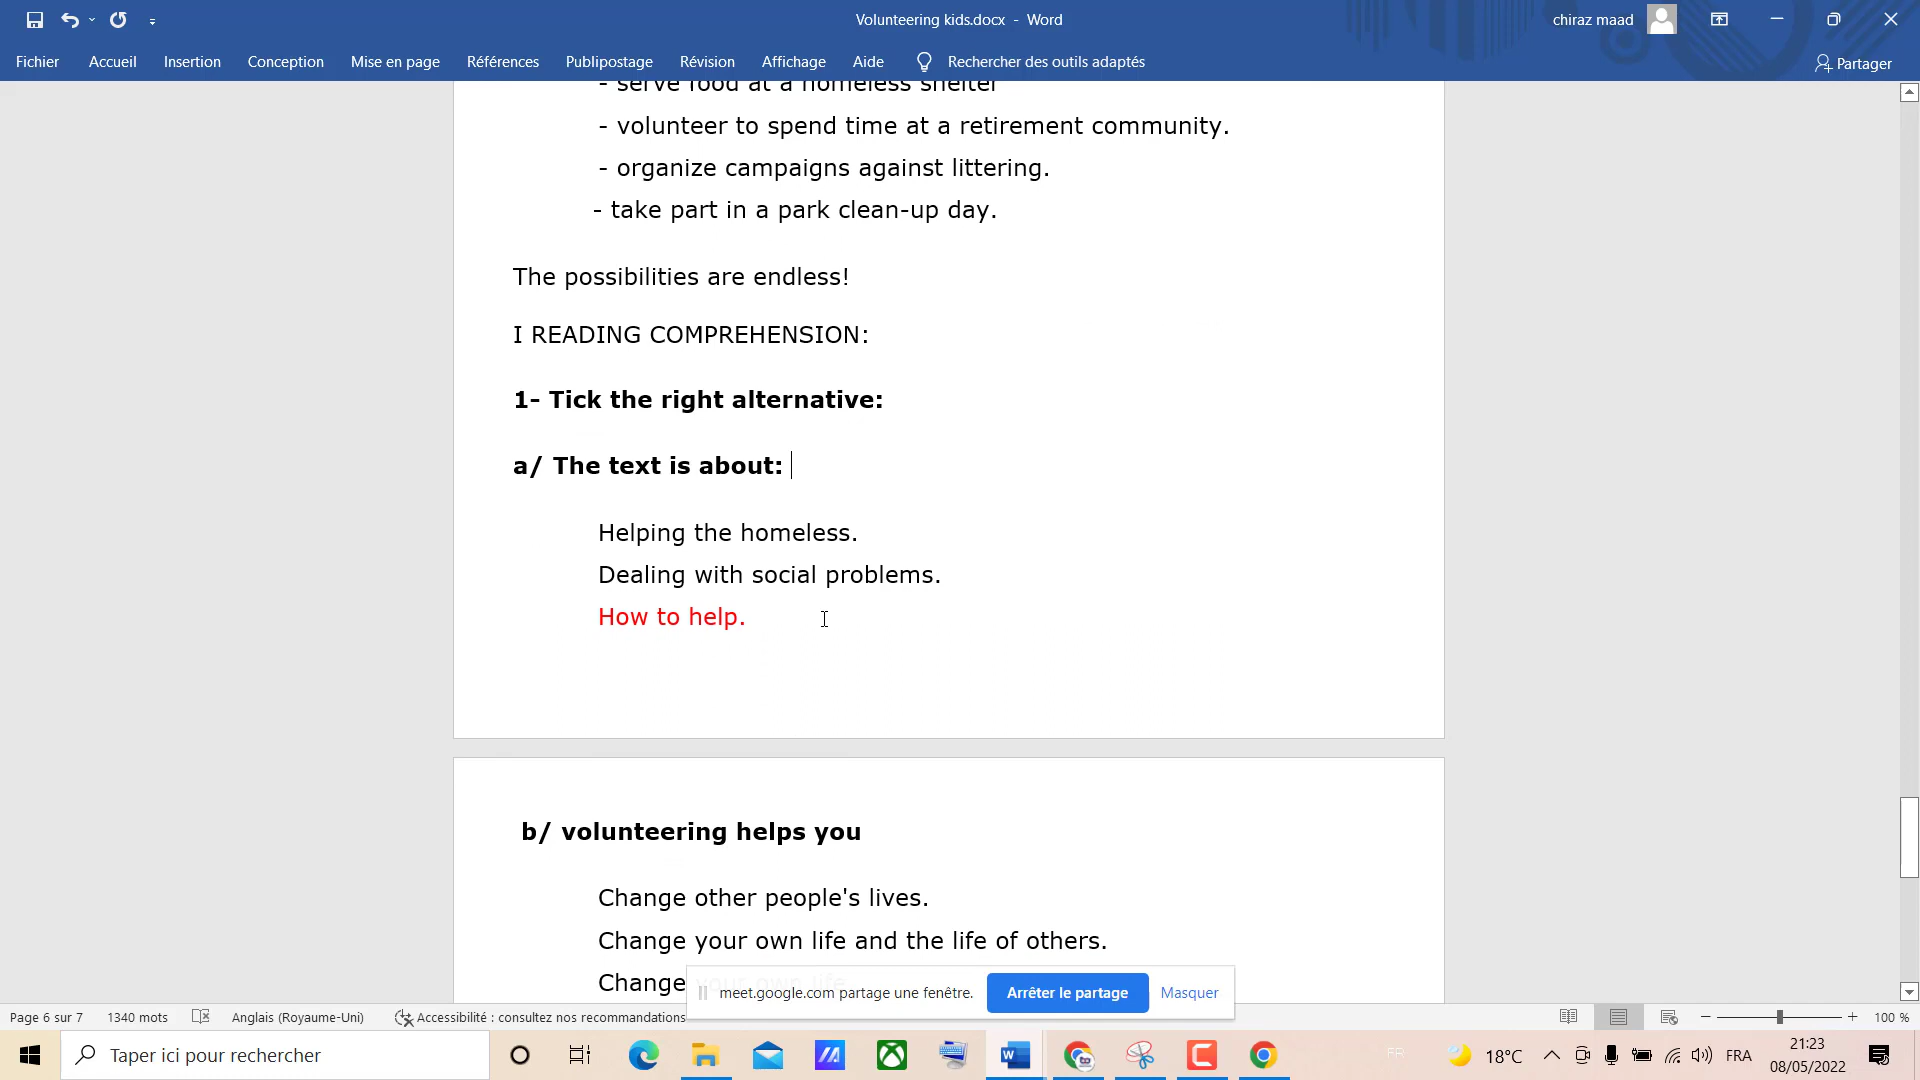 Volunteering kids.docx - Word
chiraz maad
Fichier Accueil Insertion Conception Mise en page Références Publipostage Révision Affichage Aide Rechercher des outils adaptés Partager
- serve food at a homeless shelter
- volunteer to spend time at a retirement community.
- organize campaigns against littering.
- take part in a park clean-up day.
The possibilities are endless!
I READING COMPREHENSION:
1- Tick the right alternative:
a/ The text is about:
Helping the homeless.
Dealing with social problems.
How to help.
b/ volunteering helps you
Change other people's lives.
Change your own life and the life of others.
Change your own life
meet.google.com partage une fenêtre. Arrêter le partage Masquer
Page 6 sur 7 1340 mots Anglais (Royaume-Uni) Accessibilité : consultez nos recommandations 100 %
Taper ici pour rechercher
FR
18°C
FRA
21:23
08/05/2022